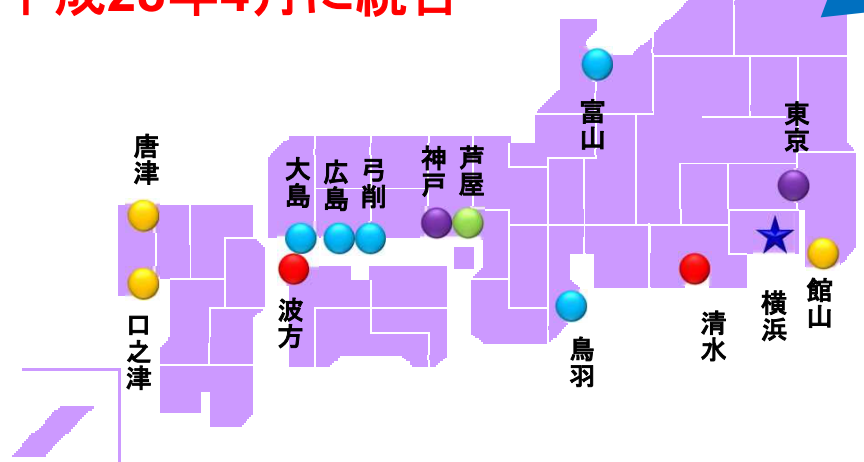 富山
東京
唐津
大島
広島
弓削
神戸
芦屋
波方
口之津
鳥羽
清水
横浜
館山